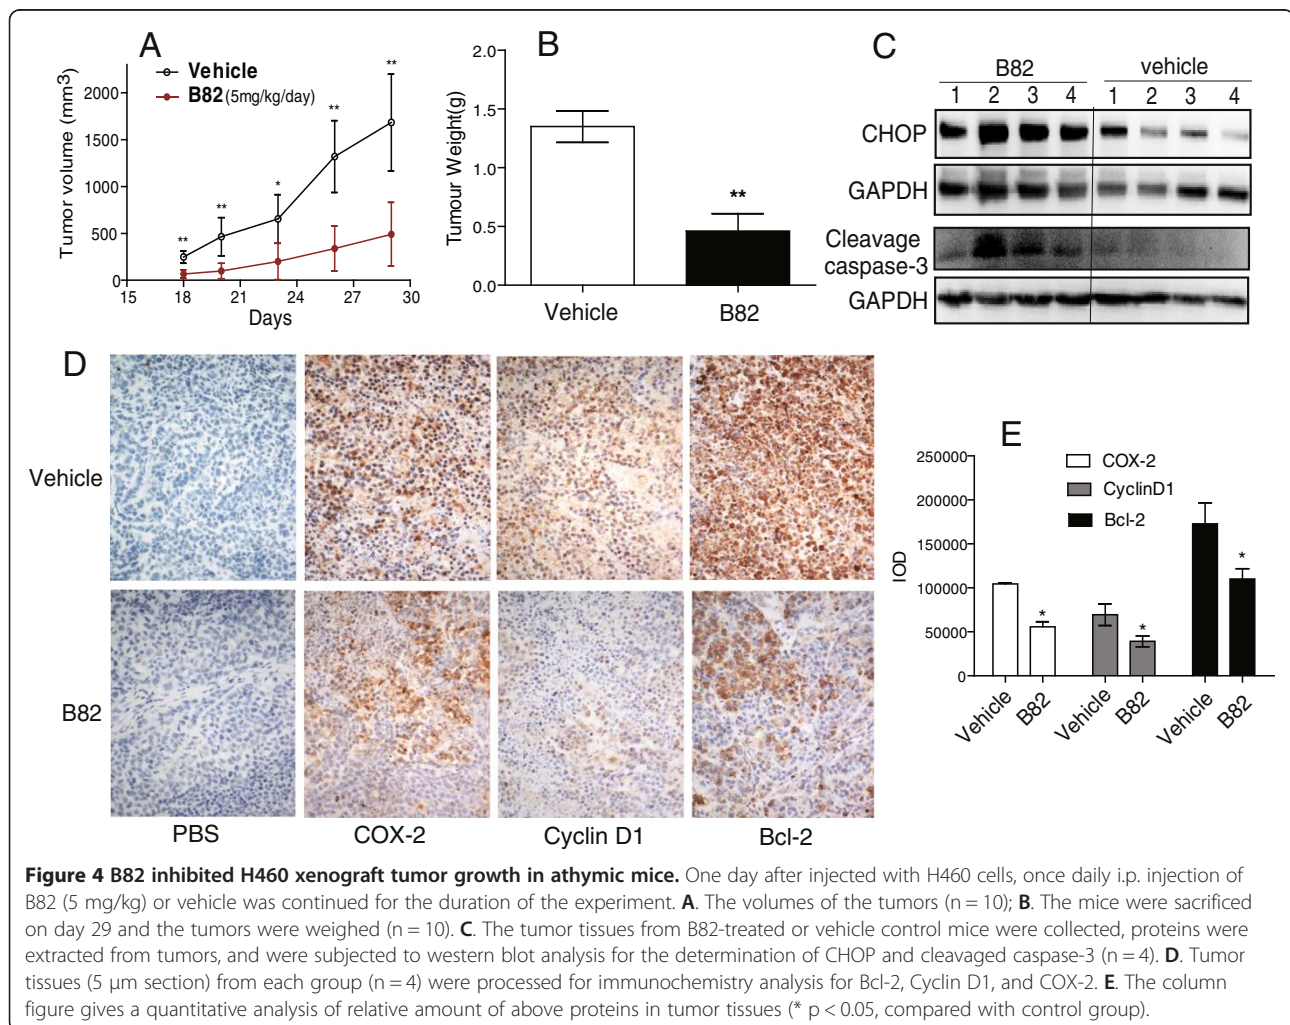 A
Vehicle
B82 (5mg/kg/day)
Tumor volume (mm3)
2000
1500
1000
500
0
** ** * ** **
15 18 21 24 27 30
Days
B
Tumour Weight(g)
2.0
1.5
1.0
0.5
0.0
**
Vehicle B82
C
B82 vehicle
1 2 3 4 1 2 3 4
CHOP
GAPDH
Cleavage
caspase-3
GAPDH
D
Vehicle
B82
PBS COX-2 Cyclin D1 Bcl-2
E
COX-2
CyclinD1
Bcl-2
IOD
250000
200000
150000
100000
50000
0
* * *
Vehicle B82 Vehicle B82 Vehicle B82
Figure 4 B82 inhibited H460 xenograft tumor growth in athymic mice. One day after injected with H460 cells, once daily i.p. injection of
B82 (5 mg/kg) or vehicle was continued for the duration of the experiment. A. The volumes of the tumors (n = 10); B. The mice were sacrificed
on day 29 and the tumors were weighed (n = 10). C. The tumor tissues from B82-treated or vehicle control mice were collected, proteins were
extracted from tumors, and were subjected to western blot analysis for the determination of CHOP and cleavaged caspase-3 (n = 4). D. Tumor
tissues (5 μm section) from each group (n = 4) were processed for immunochemistry analysis for Bcl-2, Cyclin D1, and COX-2. E. The column
figure gives a quantitative analysis of relative amount of above proteins in tumor tissues (* p < 0.05, compared with control group).